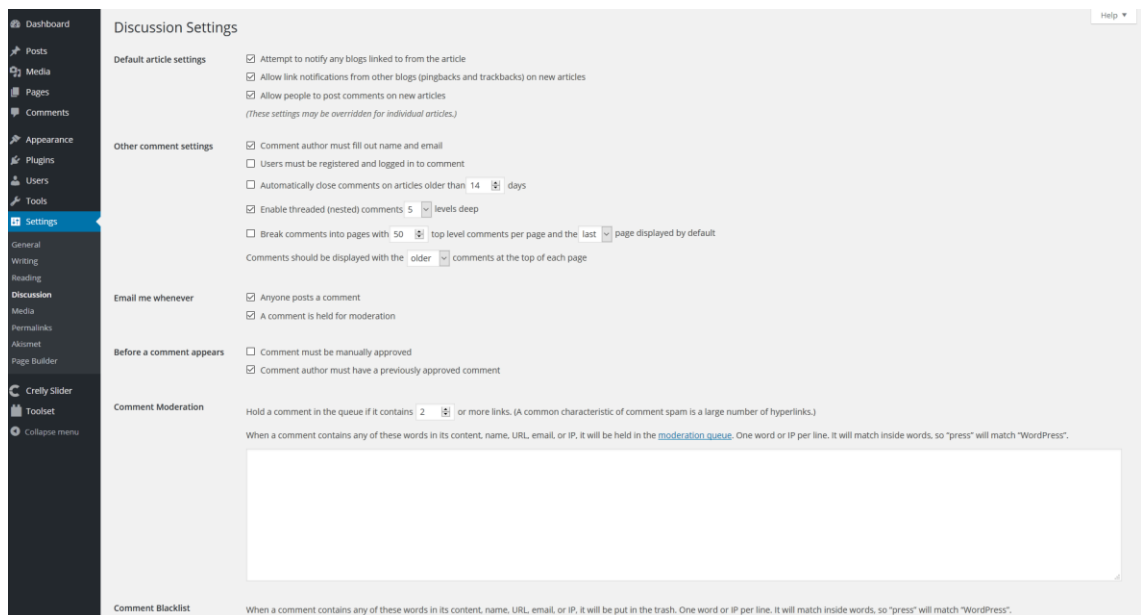 Help ▼
Dashboard
Posts
Media
Pages
Comments
Appearance
Plugins
Users
Tools
Settings
General
Writing
Reading
Discussion
Media
Permalinks
Akismet
Page Builder
Crelly Slider
Toolset
Collapse menu
Discussion Settings
Default article settings
Attempt to notify any blogs linked to from the article
Allow link notifications from other blogs (pingbacks and trackbacks) on new articles
Allow people to post comments on new articles
(These settings may be overridden for individual articles.)
Other comment settings
Comment author must fill out name and email
Users must be registered and logged in to comment
Automatically close comments on articles older than 14 days
Enable threaded (nested) comments 5 levels deep
Break comments into pages with 50 top level comments per page and the last page displayed by default
Comments should be displayed with the older comments at the top of each page
Email me whenever
Anyone posts a comment
A comment is held for moderation
Before a comment appears
Comment must be manually approved
Comment author must have a previously approved comment
Comment Moderation
Hold a comment in the queue if it contains 2 or more links. (A common characteristic of comment spam is a large number of hyperlinks.)
When a comment contains any of these words in its content, name, URL, email, or IP, it will be held in the moderation queue. One word or IP per line. It will match inside words, so “press” will match “WordPress”.
Comment Blacklist
When a comment contains any of these words in its content, name, URL, email, or IP, it will be put in the trash. One word or IP per line. It will match inside words, so “press” will match “WordPress”.